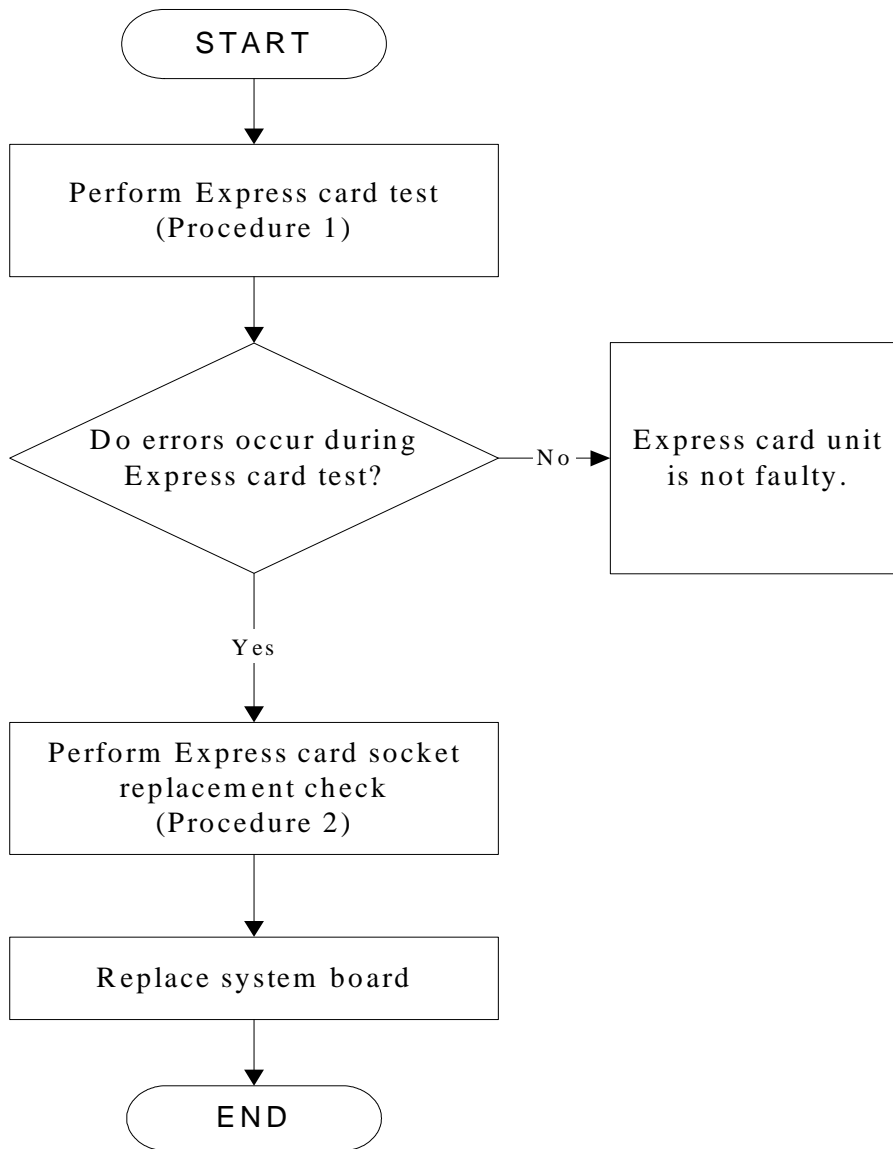 START
Perform Express card test
(Procedure 1)
Do errors occur during
Express card test?
No
Express card unit
is not faulty.
Yes
Perform Express card socket
replacement check
(Procedure 2)
Replace system board
END